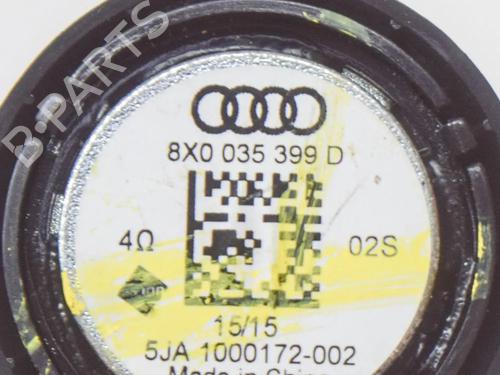 B-PARTS
8X0 035 399 D
4Ω
02S
15/15
5JA 1000172-002
Made in China